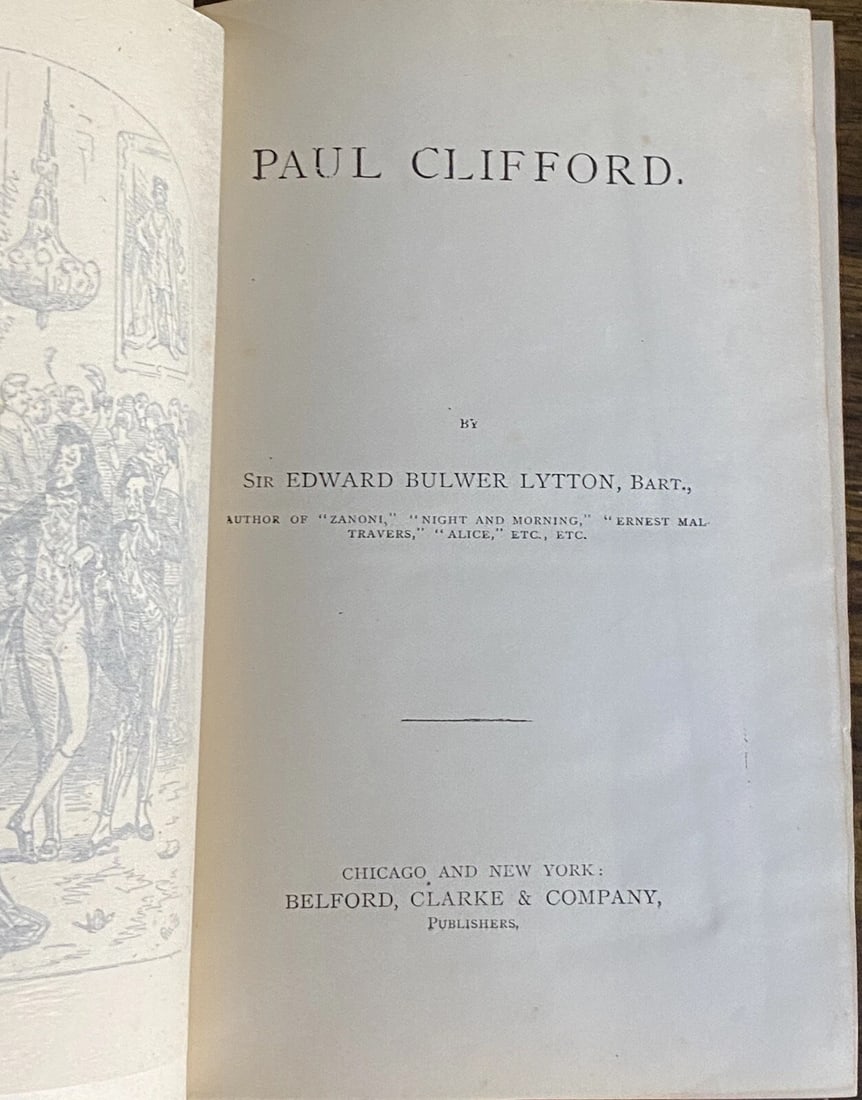 PAUL CLIFFORD.
BY
SIR EDWARD BULWER LYTTON, BART.,
AUTHOR OF "ZANONI," "NIGHT AND MORNING," "ERNEST MAL-
TRAVERS," "ALICE," ETC., ETC.
CHICAGO AND NEW YORK:
BELFORD, CLARKE & COMPANY,
PUBLISHERS,